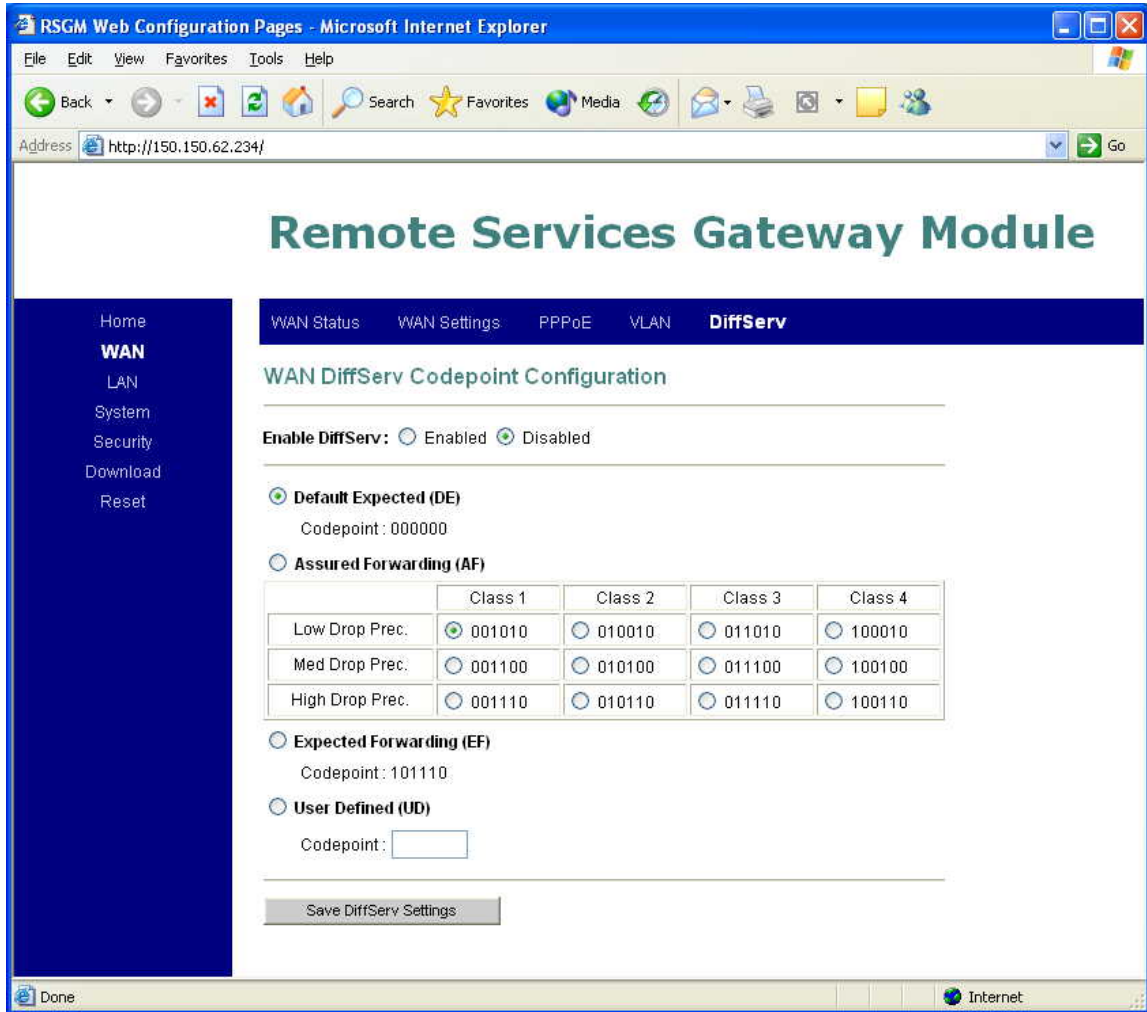 RSGM Web Configuration Pages - Microsoft Internet Explorer
File Edit View Favorites Tools Help
Back Search Favorites Media
Address http://150.150.62.234/ Go
Remote Services Gateway Module
Home
WAN
LAN
System
Security
Download
Reset
WAN Status WAN Settings PPPoE VLAN DiffServ
WAN DiffServ Codepoint Configuration
Enable DiffServ: Enabled Disabled
Default Expected (DE)
Codepoint : 000000
Assured Forwarding (AF)
Class 1 Class 2 Class 3 Class 4
Low Drop Prec. 001010 010010 011010 100010
Med Drop Prec. 001100 010100 011100 100100
High Drop Prec. 001110 010110 011110 100110
Expected Forwarding (EF)
Codepoint : 101110
User Defined (UD)
Codepoint :
Save DiffServ Settings
Done Internet